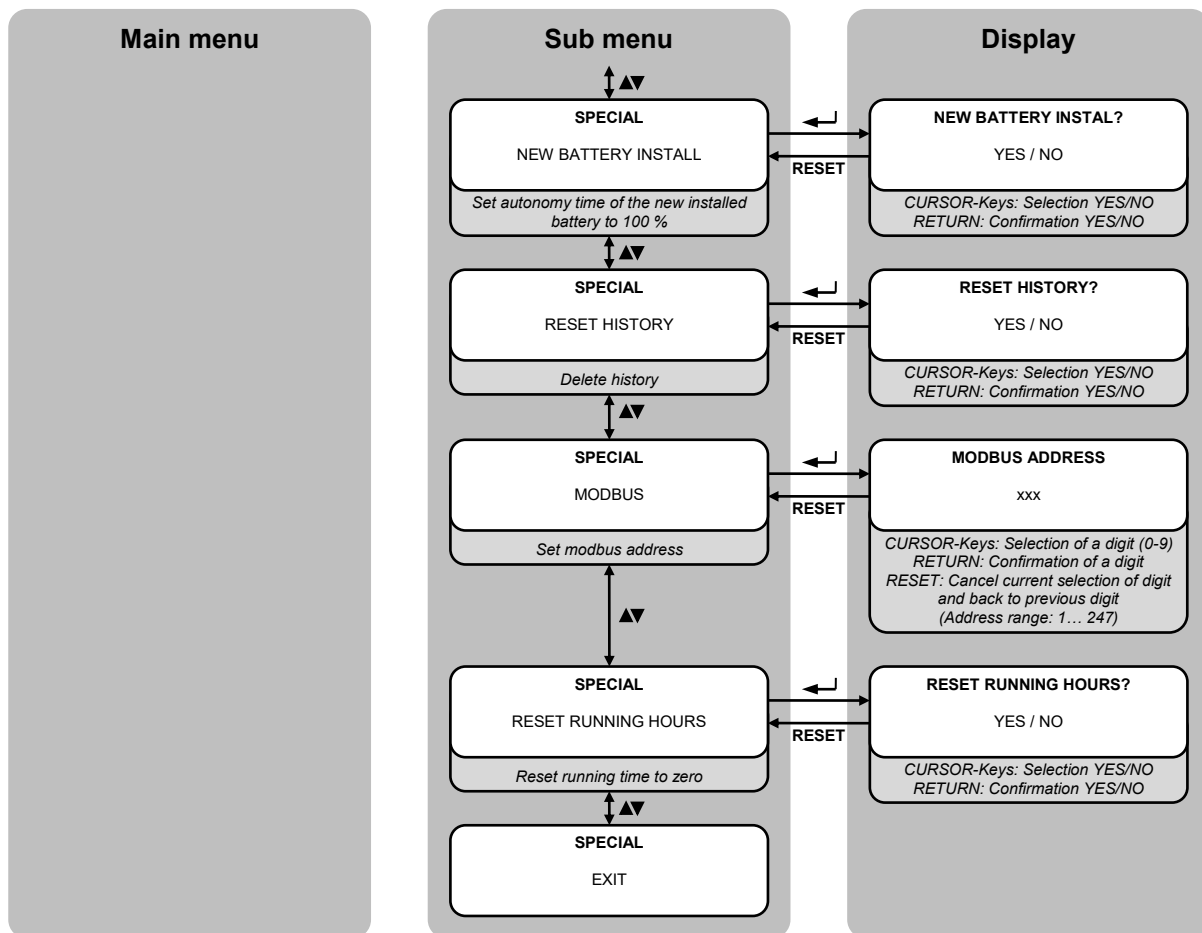 Main menu
Sub menu
Display
▲▼
SPECIAL
NEW BATTERY INSTALL
Set autonomy time of the new installed
battery to 100 %
RESET
NEW BATTERY INSTAL?
YES / NO
CURSOR-Keys: Selection YES/NO
RETURN: Confirmation YES/NO
▲▼
SPECIAL
RESET HISTORY
Delete history
RESET
RESET HISTORY?
YES / NO
CURSOR-Keys: Selection YES/NO
RETURN: Confirmation YES/NO
▲▼
SPECIAL
MODBUS
Set modbus address
RESET
MODBUS ADDRESS
xxx
CURSOR-Keys: Selection of a digit (0-9)
RETURN: Confirmation of a digit
RESET: Cancel current selection of digit
and back to previous digit
(Address range: 1… 247)
▲▼
SPECIAL
RESET RUNNING HOURS
Reset running time to zero
RESET
RESET RUNNING HOURS?
YES / NO
CURSOR-Keys: Selection YES/NO
RETURN: Confirmation YES/NO
▲▼
SPECIAL
EXIT